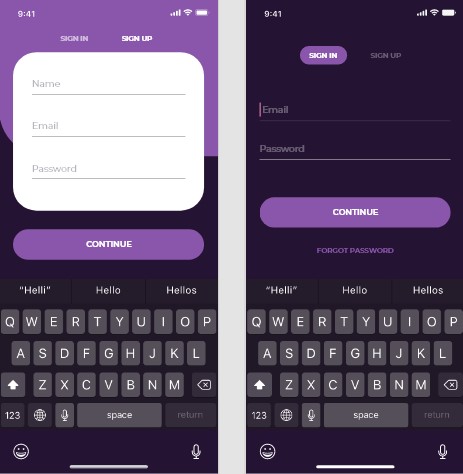 9:41
SIGN IN SIGN UP
Name
Email
Password
CONTINUE
"Helli" Hello Hellos
Q W E R T Y U I O P
A S D F G H J K L
Z X C V B N M
123 space return
9:41
SIGN IN SIGN UP
Email
Password
CONTINUE
FORGOT PASSWORD
"Helli" Hello Hellos
Q W E R T Y U I O P
A S D F G H J K L
Z X C V B N M
123 space return